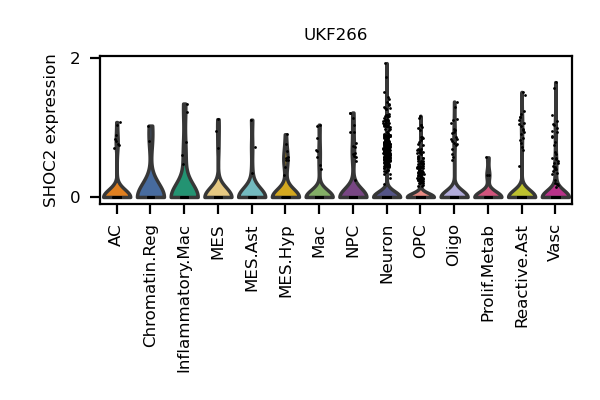 UKF266
SHOC2 expression
2
0
AC
Chromatin.Reg
Inflammatory.Mac
MES
MES.Ast
MES.Hyp
Mac
NPC
Neuron
OPC
Oligo
Prolif.Metab
Reactive.Ast
Vasc